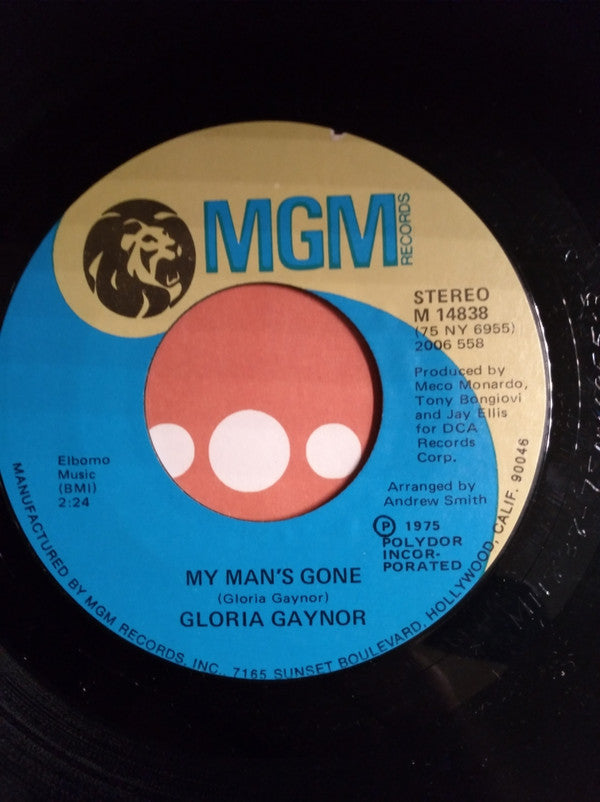 MGM
RECORDS
STEREO
M 14838
(75 NY 6955)
2006 558
Produced by
Meco Monardo,
Tony Bongiovi
and Jay Ellis
for DCA
Records
Corp.
Arranged by
Andrew Smith
℗ 1975
POLYDOR
INCOR-
PORATED
Elbomo
Music
(BMI)
2:24
MY MAN'S GONE
(Gloria Gaynor)
GLORIA GAYNOR
MANUFACTURED BY MGM RECORDS, INC., 7165 SUNSET BOULEVARD, HOLLYWOOD, CALIF. 90046